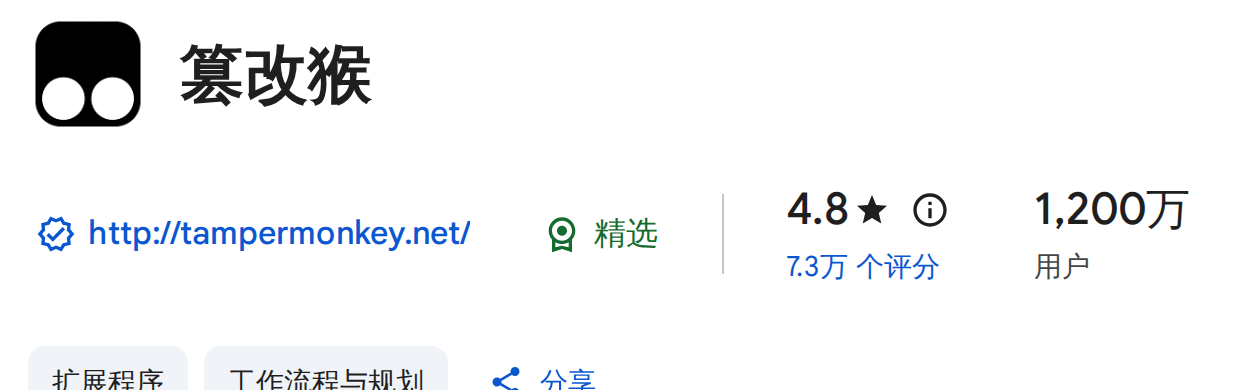 篡改猴
http://tampermonkey.net/
精选
4.8
7.3万 个评分
1,200万
用户
扩展程序
工作流程与规划
分享